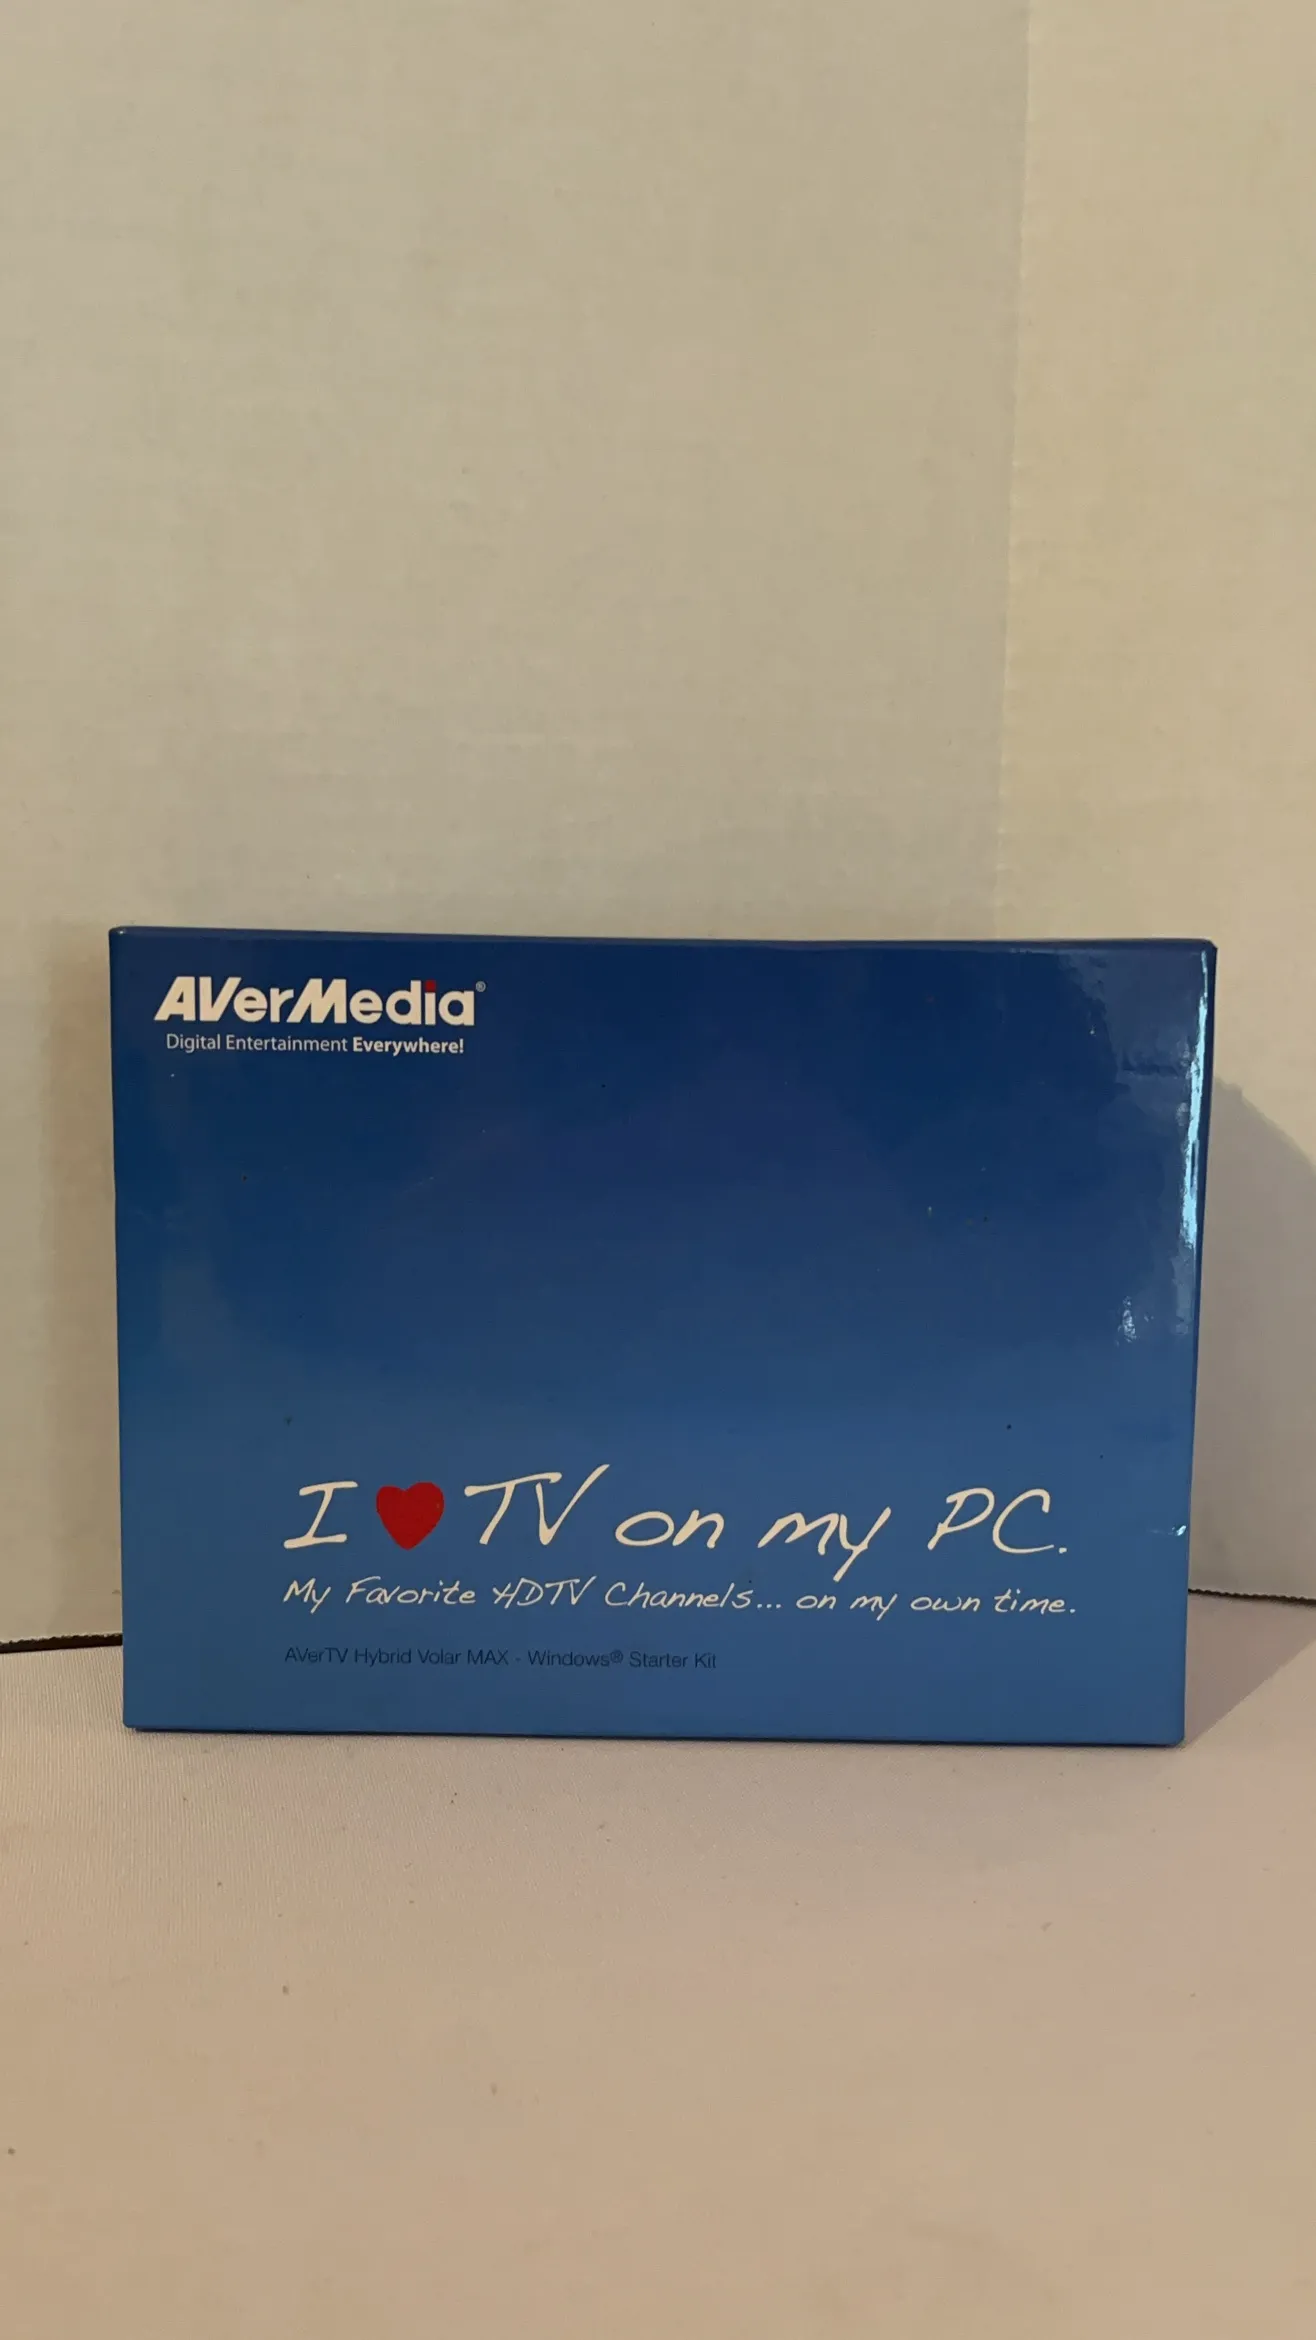 AVerMedia®
Digital Entertainment Everywhere!
I ♥ TV on my PC.
My Favorite HDTV Channels... on my own time.
AVerTV Hybrid Volar MAX - Windows® Starter Kit